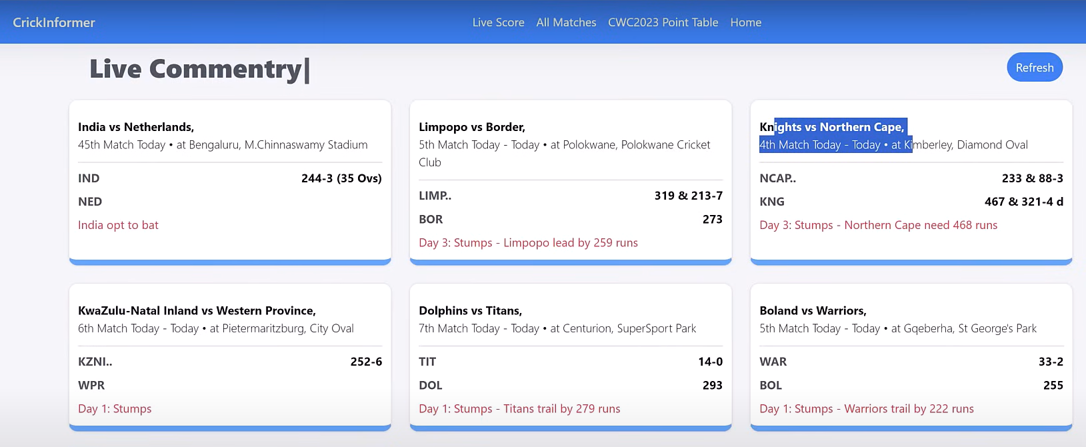 CrickInformer
Live Score All Matches CWC2023 Point Table Home
Live Commentry|
Refresh
India vs Netherlands,
45th Match Today • at Bengaluru, M.Chinnaswamy Stadium
IND 244-3 (35 Ovs)
NED
India opt to bat
Limpopo vs Border,
5th Match Today - Today • at Polokwane, Polokwane Cricket
Club
LIMP.. 319 & 213-7
BOR 273
Day 3: Stumps - Limpopo lead by 259 runs
Knights vs Northern Cape,
4th Match Today - Today • at Kimberley, Diamond Oval
NCAP.. 233 & 88-3
KNG 467 & 321-4 d
Day 3: Stumps - Northern Cape need 468 runs
KwaZulu-Natal Inland vs Western Province,
6th Match Today - Today • at Pietermaritzburg, City Oval
KZNI.. 252-6
WPR
Day 1: Stumps
Dolphins vs Titans,
7th Match Today - Today • at Centurion, SuperSport Park
TIT 14-0
DOL 293
Day 1: Stumps - Titans trail by 279 runs
Boland vs Warriors,
5th Match Today - Today • at Gqeberha, St George's Park
WAR 33-2
BOL 255
Day 1: Stumps - Warriors trail by 222 runs